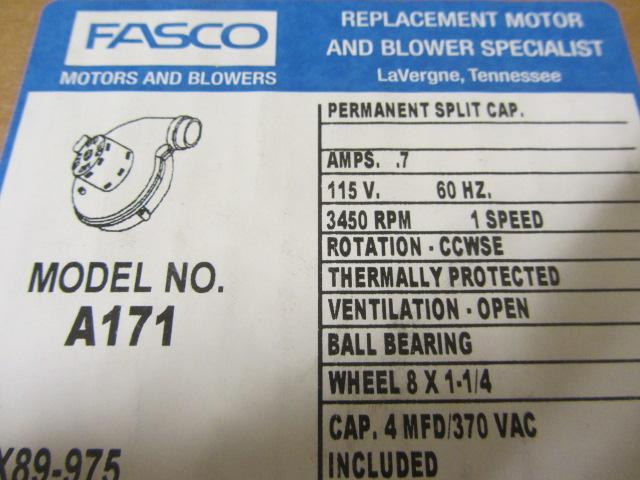 FASCO
MOTORS AND BLOWERS
REPLACEMENT MOTOR
AND BLOWER SPECIALIST
LaVergne, Tennessee
MODEL NO.
A171
X89-975
PERMANENT SPLIT CAP.
AMPS. .7
115 V. 60 HZ.
3450 RPM 1 SPEED
ROTATION - CCWSE
THERMALLY PROTECTED
VENTILATION - OPEN
BALL BEARING
WHEEL 8 X 1-1/4
CAP. 4 MFD/370 VAC
INCLUDED